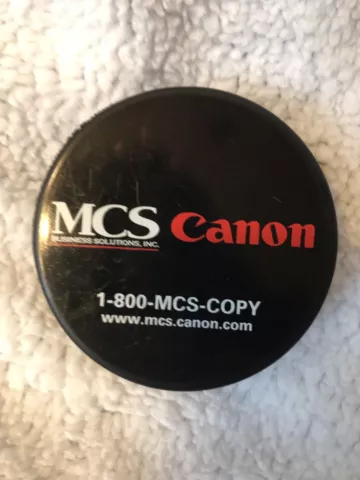 MCS Canon
BUSINESS SOLUTIONS, INC.
1-800-MCS-COPY
www.mcs.canon.com